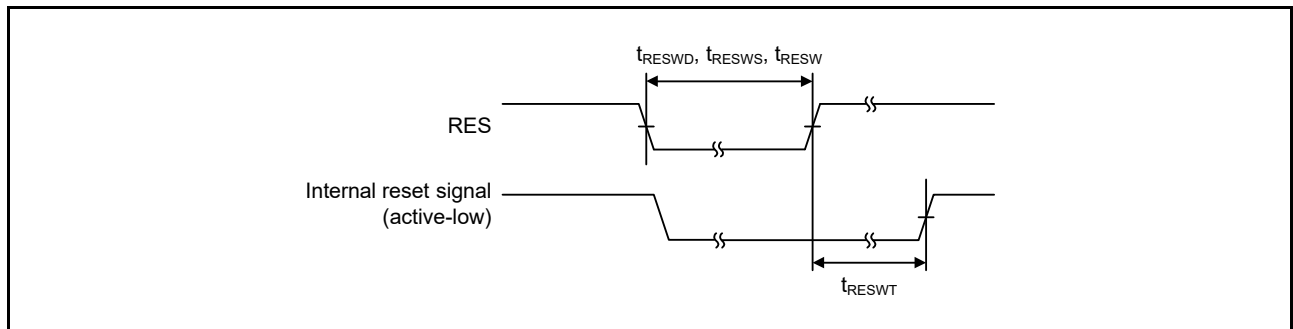 tRESWD, tRESWS, tRESW
RES
Internal reset signal
(active-low)
tRESWT